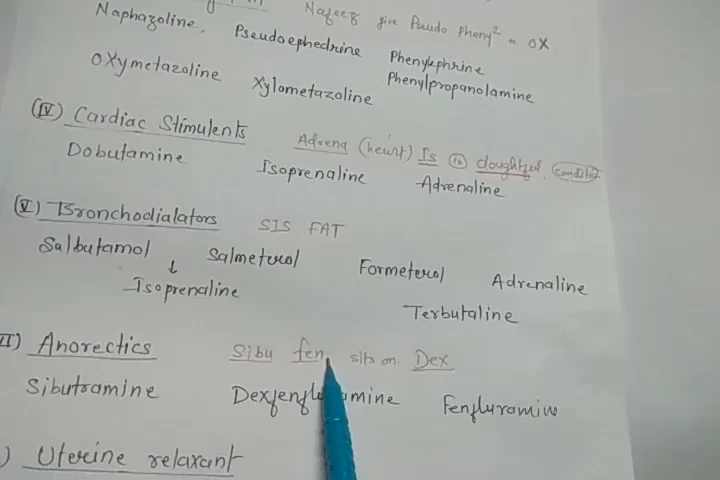 Nafeez give Pseudo Pheny² = OX
Naphazoline, Pseudoephedrine Phenylephrine
Oxymetazoline Xylometazoline Phenylpropanolamine
(IV) Cardiac Stimulents Adrena (heart) Is in doughtful condition
Dobutamine Isoprenaline Adrenaline
(V) Bronchodialators SIS FAT
Salbutamol Salmeterol Formeterol Adrenaline
↓ Isoprenaline Terbutaline
II) Anorectics Sibu fen sits on Dex
Sibutramine Fenfluramine
) Uterine relaxant